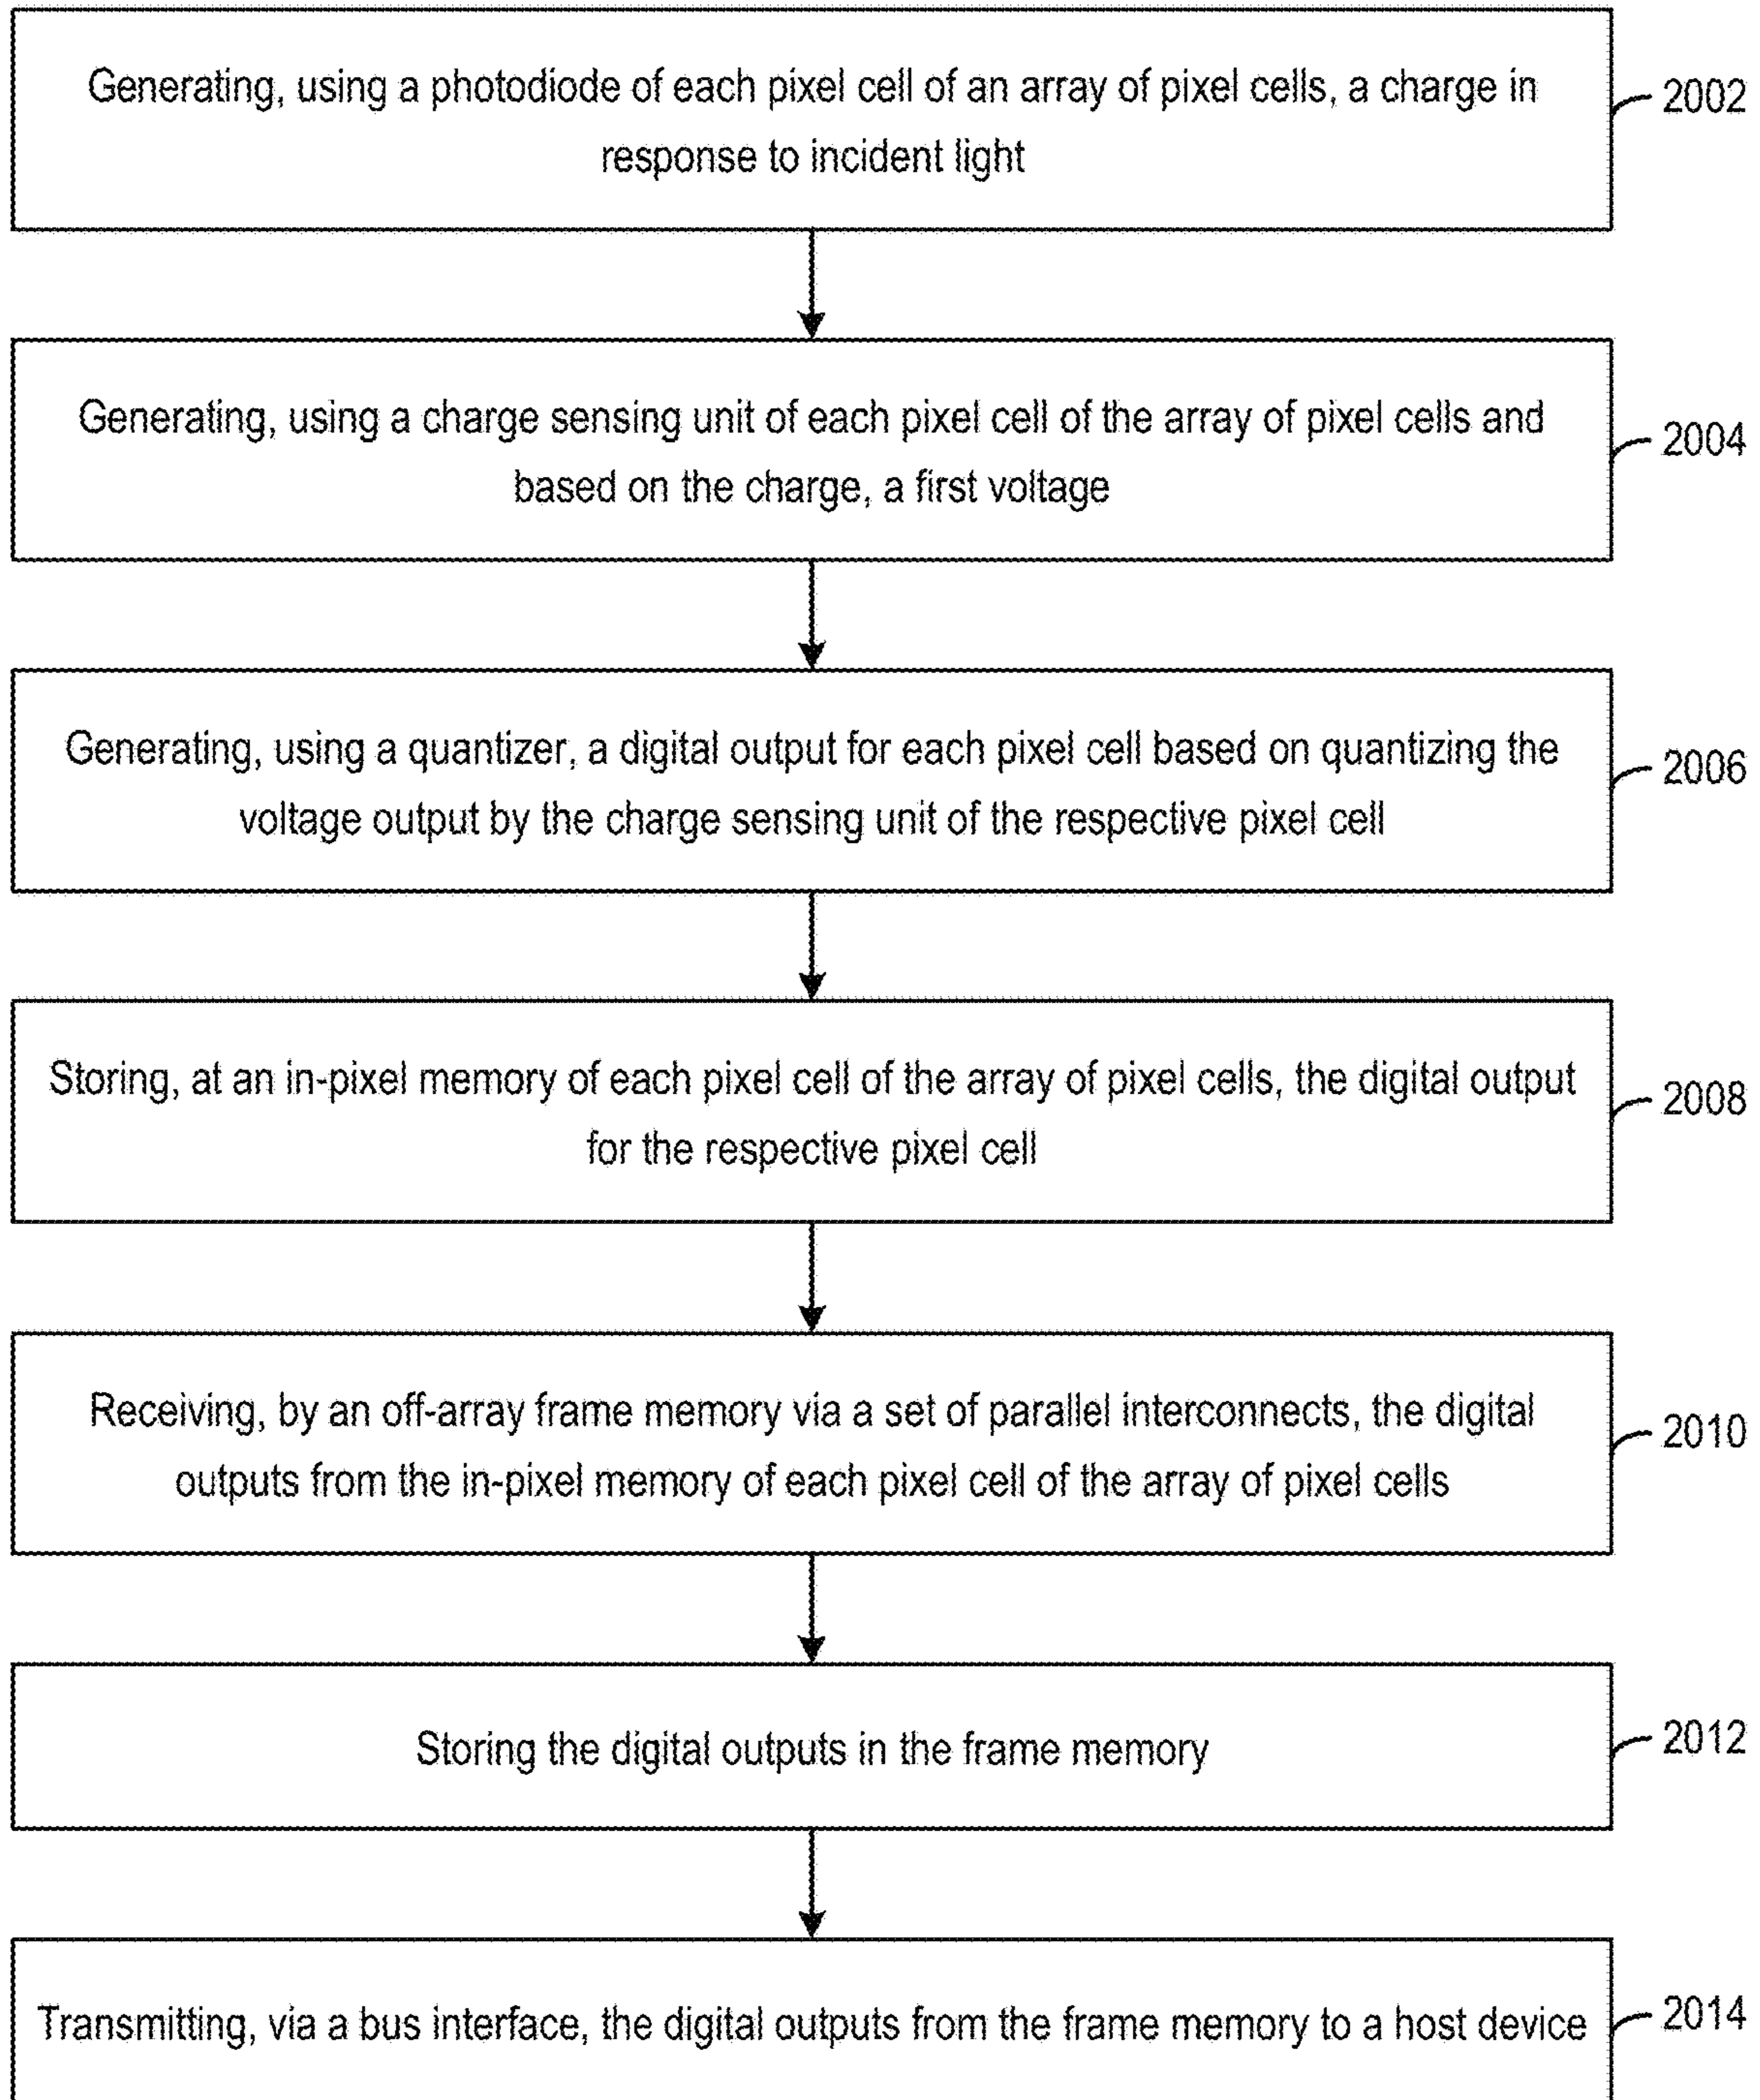 Generating, using a photodiode of each pixel cell of an array of pixel cells, a charge in
response to incident light
2002
Generating, using a charge sensing unit of each pixel cell of the array of pixel cells and
based on the charge, a first voltage
2004
Generating, using a quantizer, a digital output for each pixel cell based on quantizing the
voltage output by the charge sensing unit of the respective pixel cell
2006
Storing, at an in-pixel memory of each pixel cell of the array of pixel cells, the digital output
for the respective pixel cell
2008
Receiving, by an off-array frame memory via a set of parallel interconnects, the digital
outputs from the in-pixel memory of each pixel cell of the array of pixel cells
2010
Storing the digital outputs in the frame memory
2012
Transmitting, via a bus interface, the digital outputs from the frame memory to a host device
2014